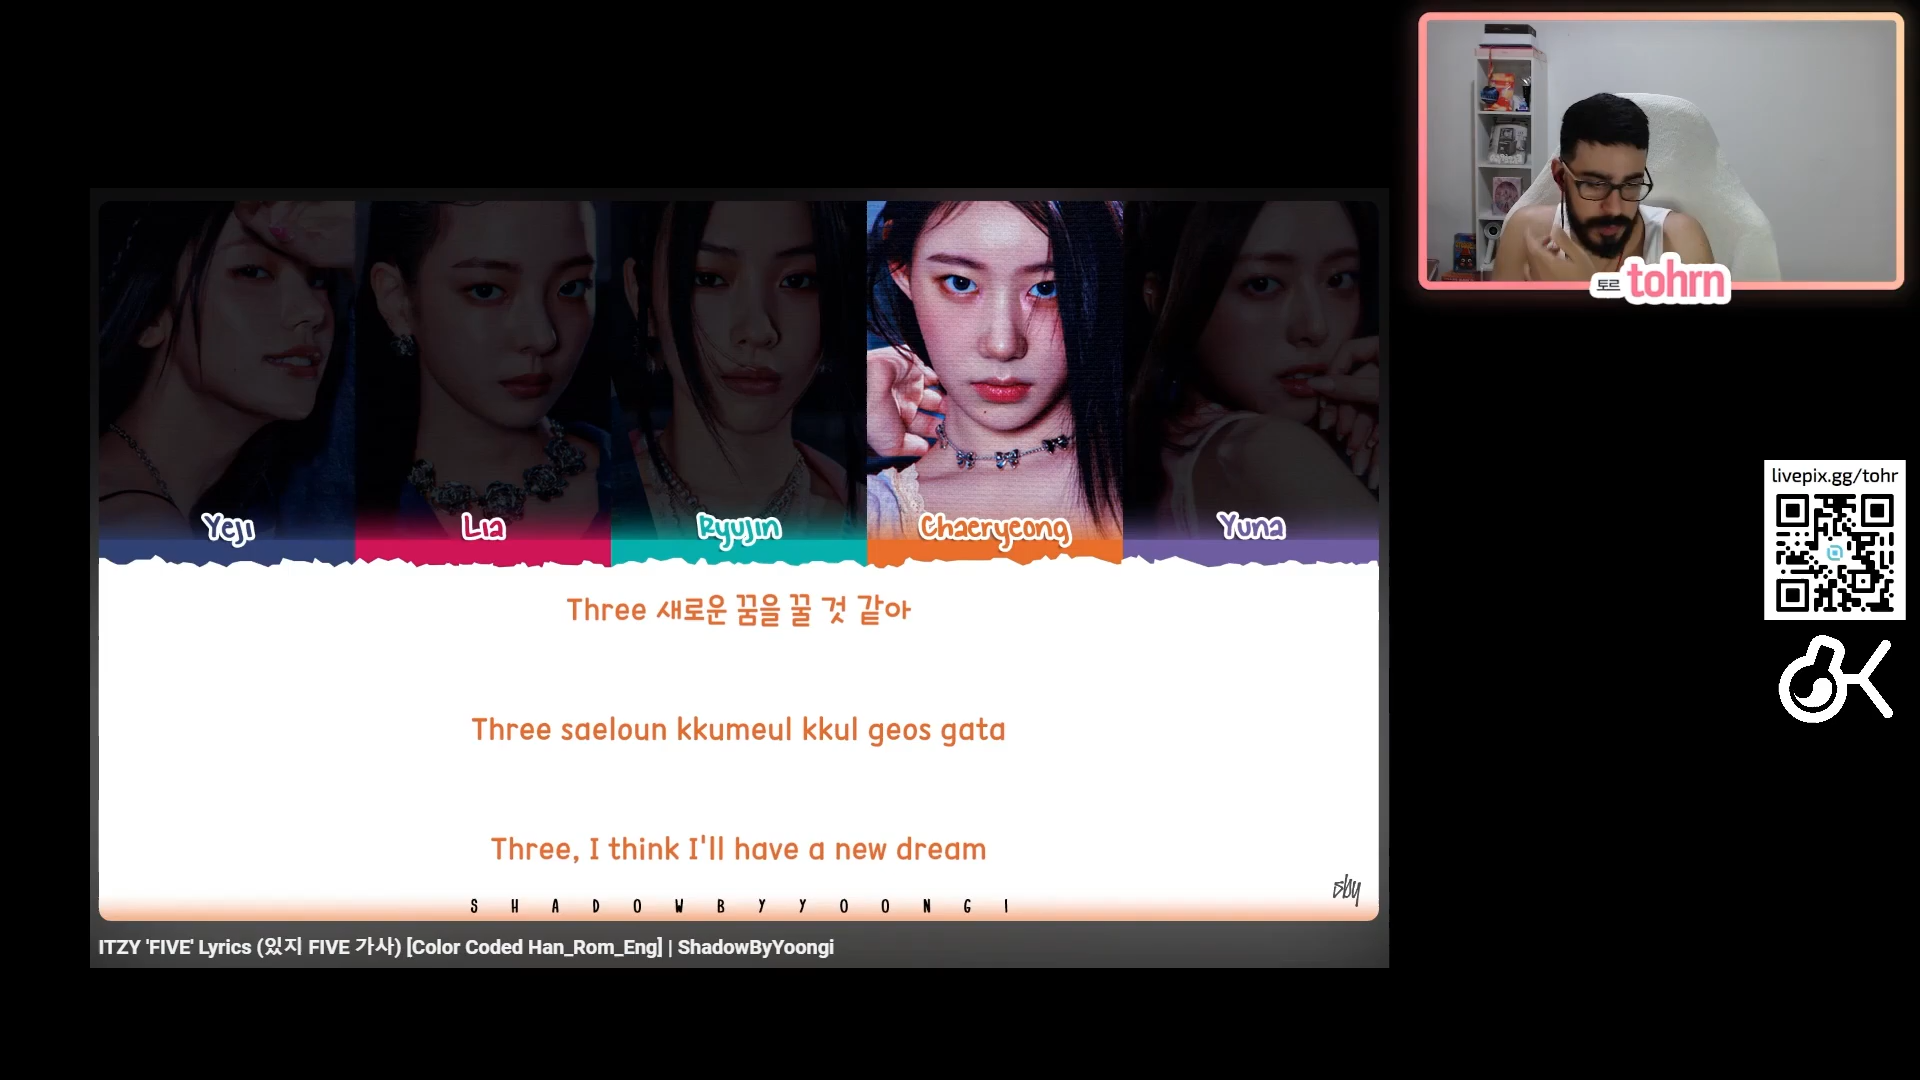 토르 tohrn
Yeji
Lia
Ryujin
Chaeryeong
Yuna
livepix.gg/tohr
Three 새로운 꿈을 꿀 것 같아
Three saeloun kkumeul kkul geos gata
Three, I think I'll have a new dream
sby
S H A D O W B Y Y O O N G I
ITZY 'FIVE' Lyrics (있지 FIVE 가사) [Color Coded Han_Rom_Eng] | ShadowByYoongi